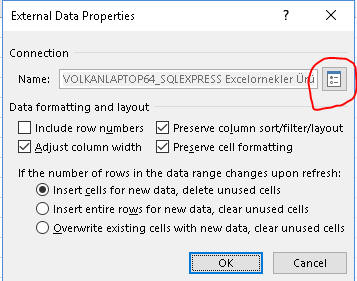 External Data Properties
Connection
Name: VOLKANLAPTOP64_SQLEXPRESS Excelornekler Ürü
Data formatting and layout
Include row numbers Preserve column sort/filter/layout
Adjust column width Preserve cell formatting
If the number of rows in the data range changes upon refresh:
Insert cells for new data, delete unused cells
Insert entire rows for new data, clear unused cells
Overwrite existing cells with new data, clear unused cells
OK Cancel